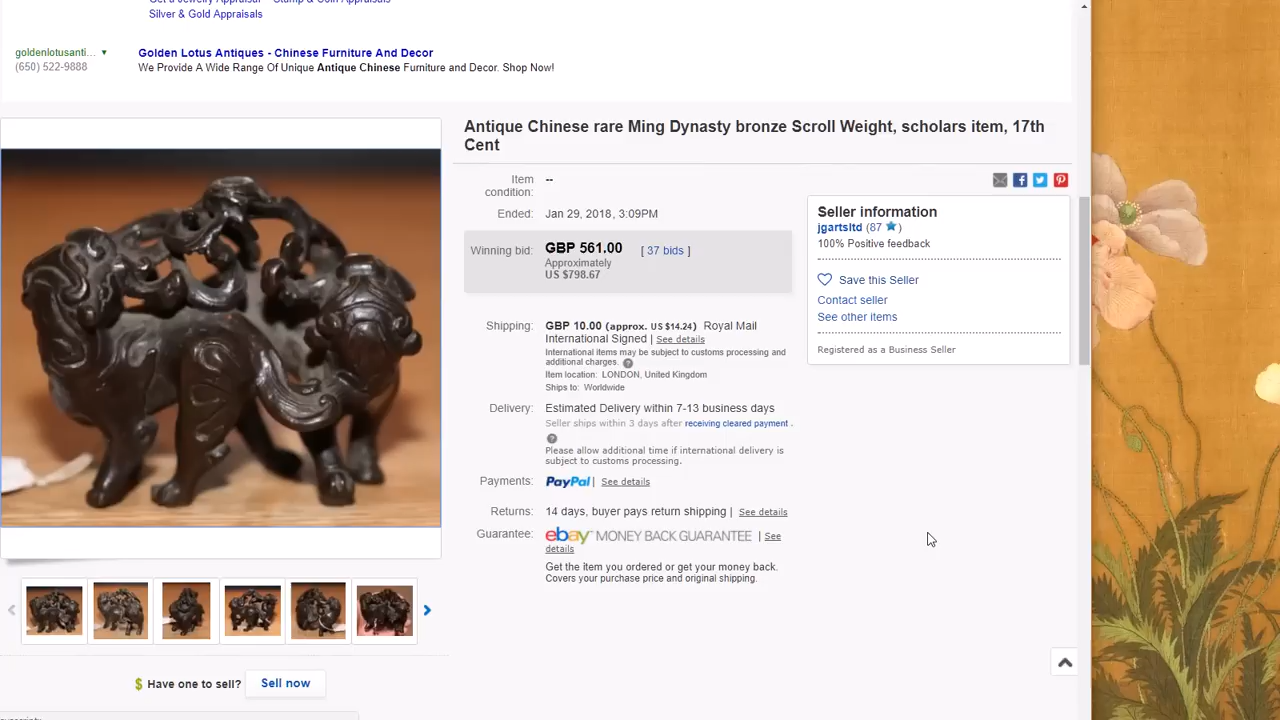 Silver & Gold Appraisals
goldenlotusanti... ▼
Golden Lotus Antiques - Chinese Furniture And Decor
(650) 522-9888
We Provide A Wide Range Of Unique Antique Chinese Furniture and Decor. Shop Now!
Antique Chinese rare Ming Dynasty bronze Scroll Weight, scholars item, 17th
Cent
Item
condition:
--
Ended:
Jan 29, 2018, 3:09PM
Winning bid:
GBP 561.00
[ 37 bids ]
Approximately
US $798.67
Shipping:
GBP 10.00 (approx. US $14.24) Royal Mail
International Signed | See details
International items may be subject to customs processing and
additional charges.
Item location: LONDON, United Kingdom
Ships to: Worldwide
Delivery:
Estimated Delivery within 7-13 business days
Seller ships within 3 days after receiving cleared payment .
Please allow additional time if international delivery is
subject to customs processing.
Payments:
PayPal | See details
Returns:
14 days, buyer pays return shipping | See details
Guarantee:
ebay MONEY BACK GUARANTEE | See
details
Get the item you ordered or get your money back.
Covers your purchase price and original shipping.
Seller information
jgartsltd (87 ★ )
100% Positive feedback
Save this Seller
Contact seller
See other items
Registered as a Business Seller
$ Have one to sell?
Sell now